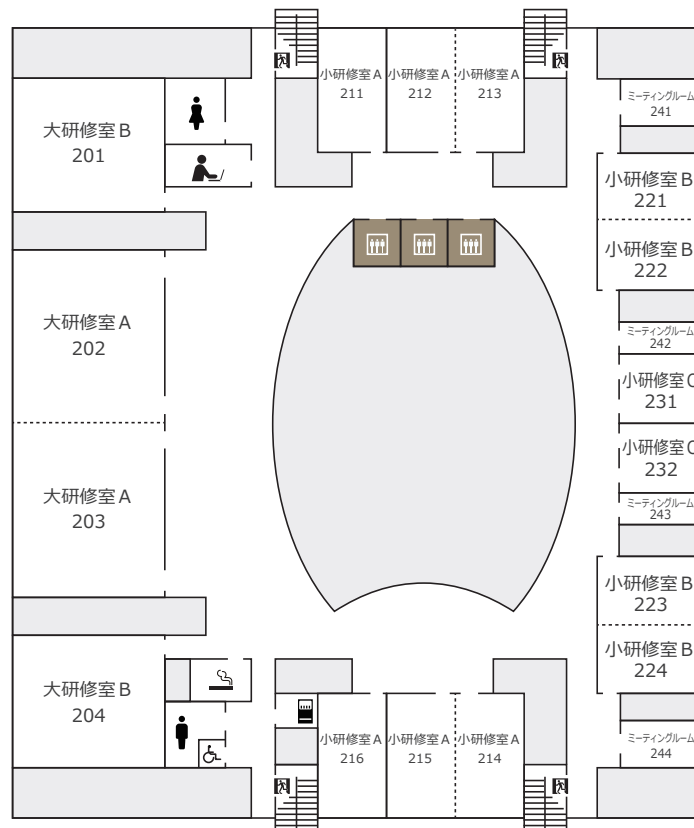 小研修室A
211
小研修室A
212
小研修室A
213
ミーティングルーム
241
大研修室B
201
小研修室B
221
小研修室B
222
大研修室A
202
ミーティングルーム
242
小研修室C
231
小研修室C
232
大研修室A
203
ミーティングルーム
243
小研修室B
223
小研修室B
224
大研修室B
204
小研修室A
216
小研修室A
215
小研修室A
214
ミーティングルーム
244